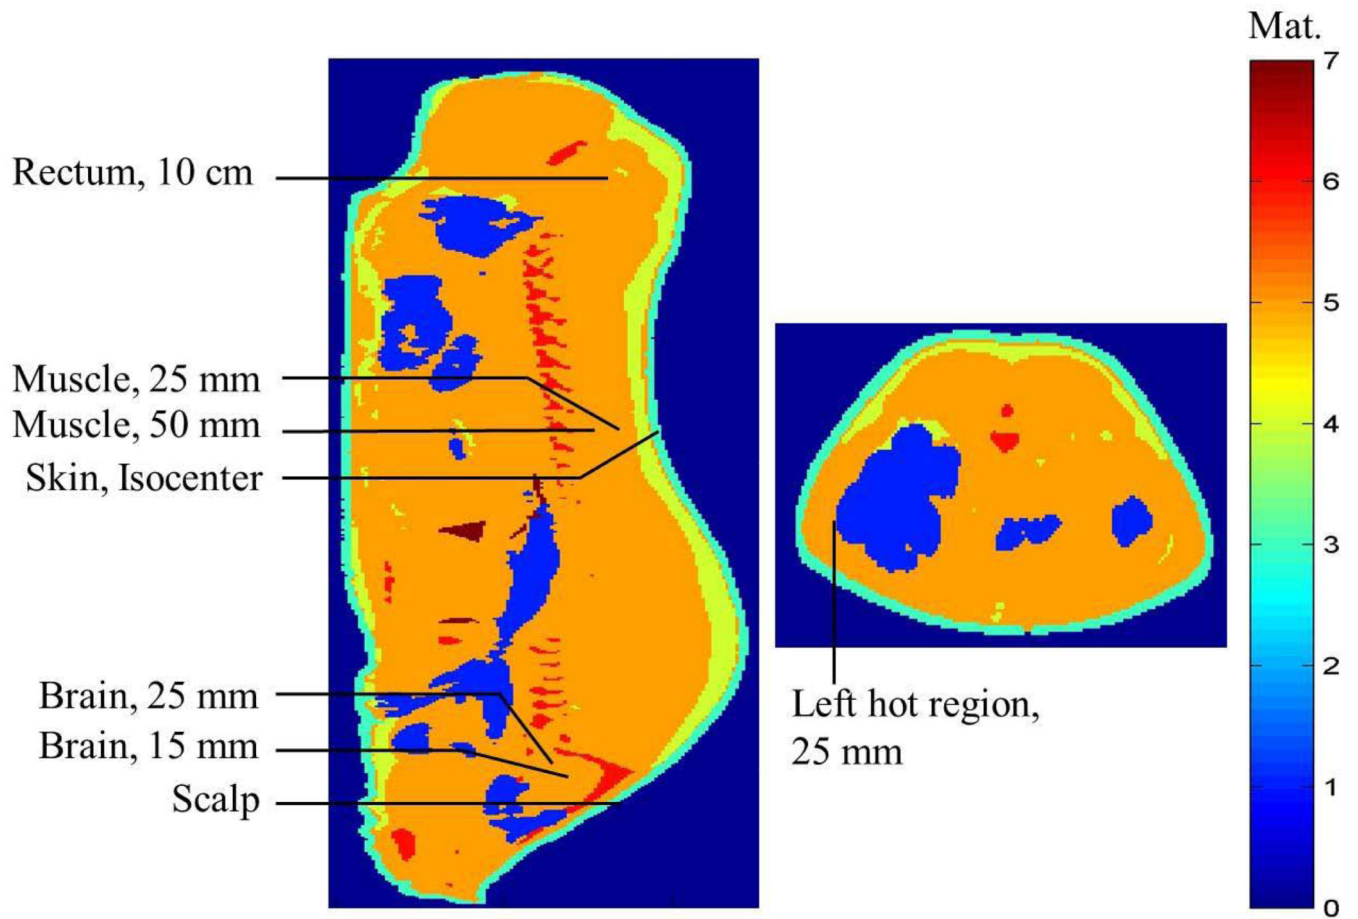 Mat.
7
6
5
4
3
2
1
0
Rectum, 10 cm
Muscle, 25 mm
Muscle, 50 mm
Skin, Isocenter
Brain, 25 mm
Brain, 15 mm
Scalp
Left hot region,
25 mm